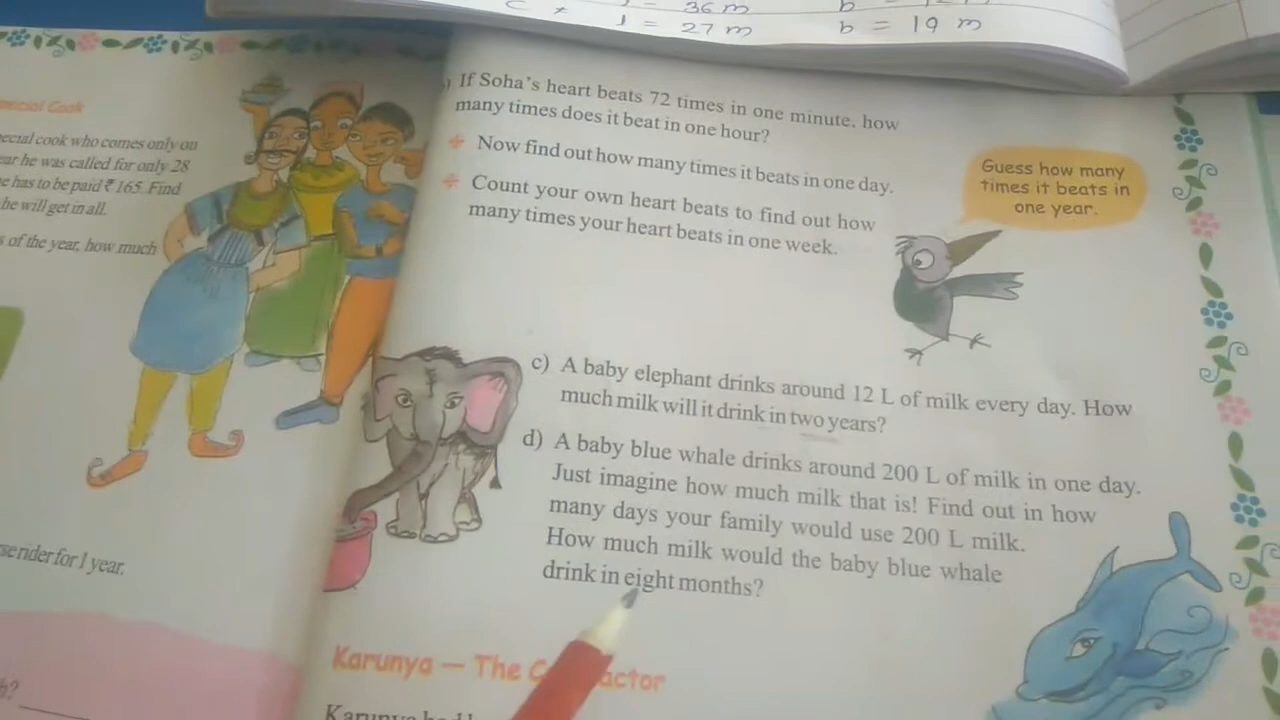 36 m
27 m b = 19 m
ecial Cook
ecial cook who comes only on
ar he was called for only 28
e has to be paid ₹ 165. Find
he will get in all.
s of the year, how much
se rider for 1 year.
If Soha's heart beats 72 times in one minute, how
many times does it beat in one hour?
Now find out how many times it beats in one day.
Count your own heart beats to find out how
many times your heart beats in one week.
Guess how many
times it beats in
one year.
c) A baby elephant drinks around 12 L of milk every day. How
much milk will it drink in two years?
d) A baby blue whale drinks around 200 L of milk in one day.
Just imagine how much milk that is! Find out in how
many days your family would use 200 L milk.
How much milk would the baby blue whale
drink in eight months?
Karunya — The C actor